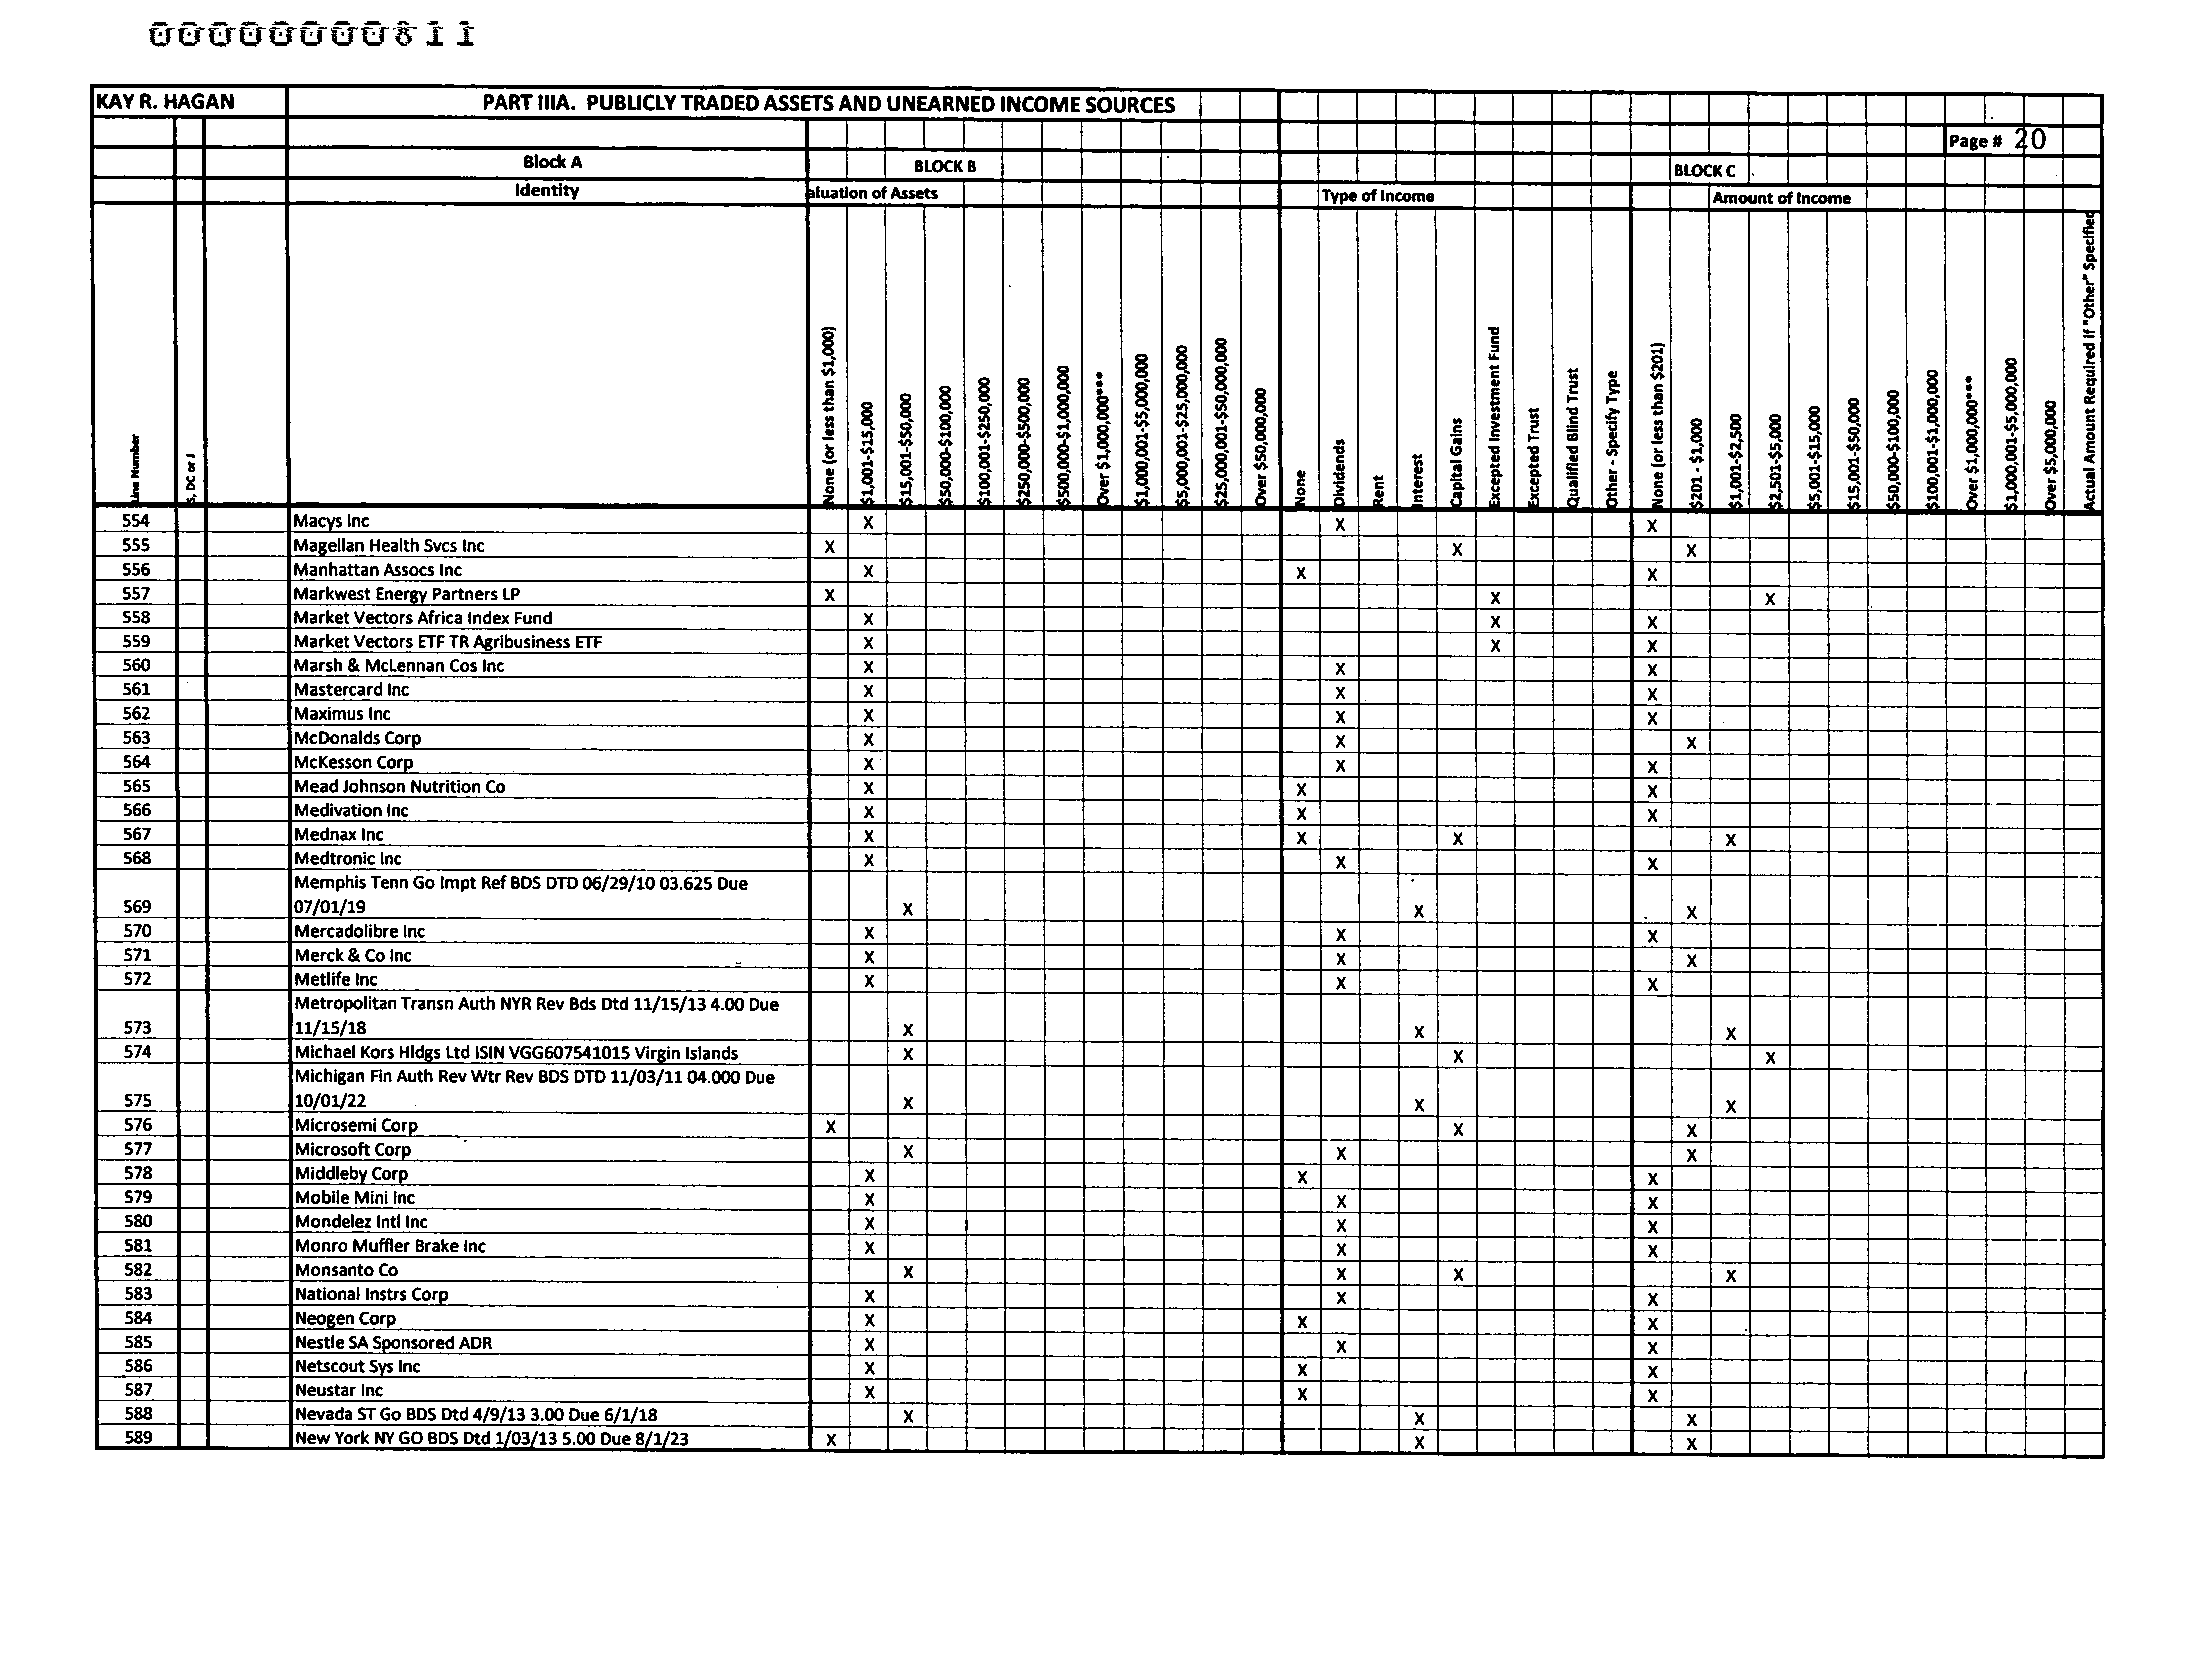 00000000811
KAY R. HAGAN PART IIIA. PUBLICLY TRADED ASSETS AND UNEARNED INCOME SOURCES
Page # 20
Block A BLOCK B BLOCK C
Identity aluation of Assets Type of Income Amount of Income
Line Number
S, DC or J
None (or less than $1,000)
$1,001-$15,000
$15,001-$50,000
$50,000-$100,000
$100,001-$250,000
$250,000-$500,000
$500,000-$1,000,000
Over $1,000,000***
$1,000,001-$5,000,000
$5,000,001-$25,000,000
$25,000,001-$50,000,000
Over $50,000,000
None
Dividends
Rent
Interest
Capital Gains
Excepted Investment Fund
Excepted Trust
Qualified Blind Trust
Other - Specify Type
None (or less than $201)
$201 - $1,000
$1,001-$2,500
$2,501-$5,000
$5,001-$15,000
$15,001-$50,000
$50,000-$100,000
$100,001-$1,000,000
Over $1,000,000***
$1,000,001-$5,000,000
Over $5,000,000
Actual Amount Required if "Other" Specified
554 Macys Inc X X X
555 Magellan Health Svcs Inc X X X
556 Manhattan Assocs Inc X X X
557 Markwest Energy Partners LP X X X
558 Market Vectors Africa Index Fund X X X
559 Market Vectors ETF TR Agribusiness ETF X X X
560 Marsh & McLennan Cos Inc X X X
561 Mastercard Inc X X X
562 Maximus Inc X X X
563 McDonalds Corp X X X
564 McKesson Corp X X X
565 Mead Johnson Nutrition Co X X X
566 Medivation Inc X X X
567 Mednax Inc X X X X
568 Medtronic Inc X X X
Memphis Tenn Go Impt Ref BDS DTD 06/29/10 03.625 Due
569 07/01/19 X X X
570 Mercadolibre Inc X X X
571 Merck & Co Inc X X X
572 Metlife Inc X X X
Metropolitan Transn Auth NYR Rev Bds Dtd 11/15/13 4.00 Due
573 11/15/18 X X X
574 Michael Kors Hldgs Ltd ISIN VGG607541015 Virgin Islands X X X
Michigan Fin Auth Rev Wtr Rev BDS DTD 11/03/11 04.000 Due
575 10/01/22 X X X
576 Microsemi Corp X X X
577 Microsoft Corp X X X
578 Middleby Corp X X X
579 Mobile Mini Inc X X X
580 Mondelez Intl Inc X X X
581 Monro Muffler Brake Inc X X X
582 Monsanto Co X X X X
583 National Instrs Corp X X X
584 Neogen Corp X X X
585 Nestle SA Sponsored ADR X X X
586 Netscout Sys Inc X X X
587 Neustar Inc X X X
588 Nevada ST Go BDS Dtd 4/9/13 3.00 Due 6/1/18 X X X
589 New York NY GO BDS Dtd 1/03/13 5.00 Due 8/1/23 X X X